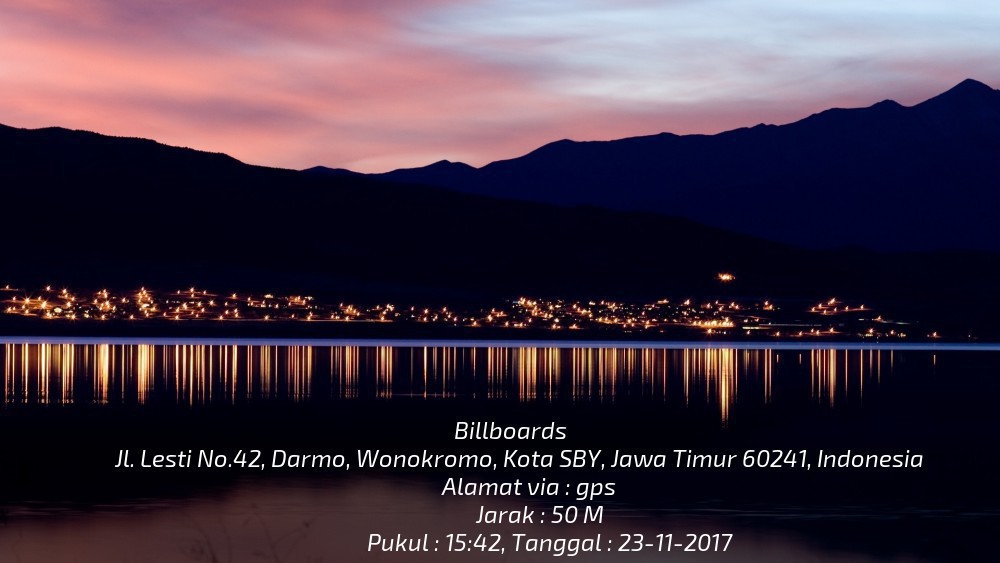 Billboards
Jl. Lesti No.42, Darmo, Wonokromo, Kota SBY, Jawa Timur 60241, Indonesia
Alamat via : gps
Jarak : 50 M
Pukul : 15:42, Tanggal : 23-11-2017